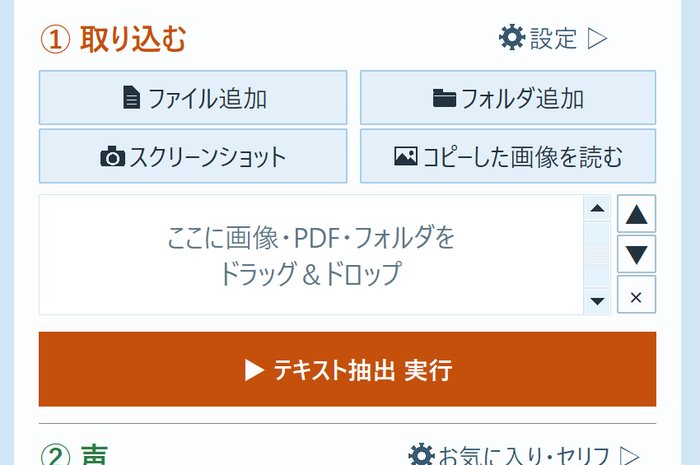 ① 取り込む
設定 ▷
ファイル追加
フォルダ追加
スクリーンショット
コピーした画像を読む
ここに画像・PDF・フォルダを
ドラッグ＆ドロップ
▲
▼
×
▶ テキスト抽出 実行
② 声
お気に入り・セリフ ▷